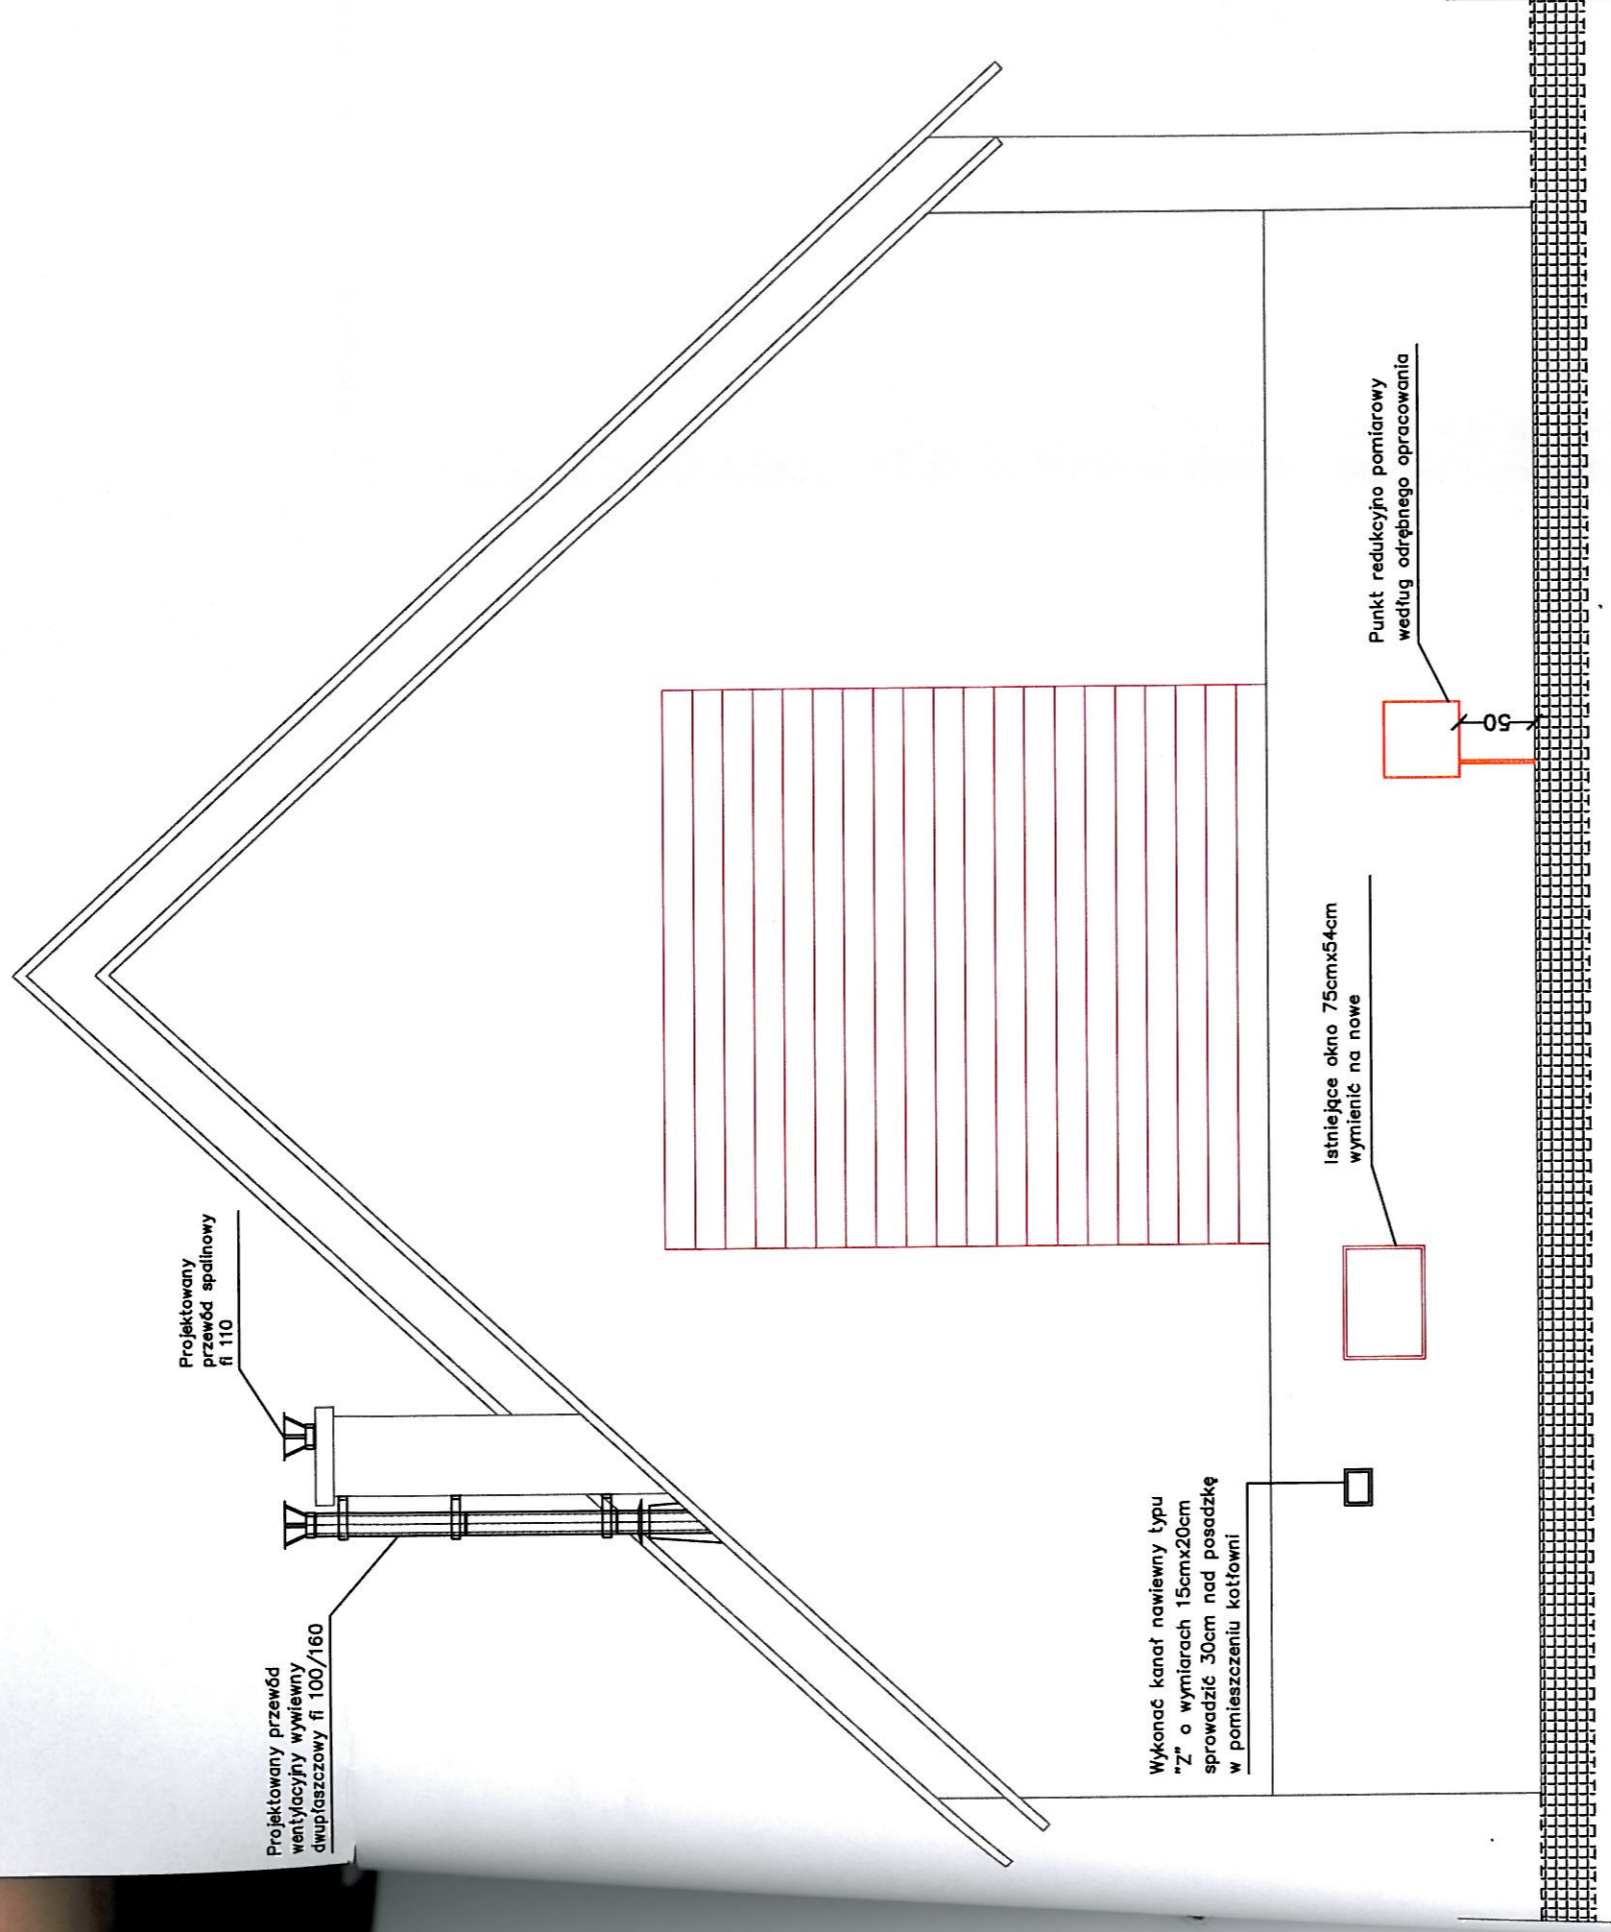 Projektowany
przewód spalinowy
fi 110
Projektowany przewód
wentylacyjny wywiewny
dwupłaszczowy fi 100/160
Wykonać kanał nawiewny typu
"Z" o wymiarach 15cmx20cm
sprowadzić 30cm nad posadzkę
w pomieszczeniu kotłowni
Istniejące okno 75cmx54cm
wymienić na nowe
Punkt redukcyjno pomiarowy
według odrębnego opracowania
50